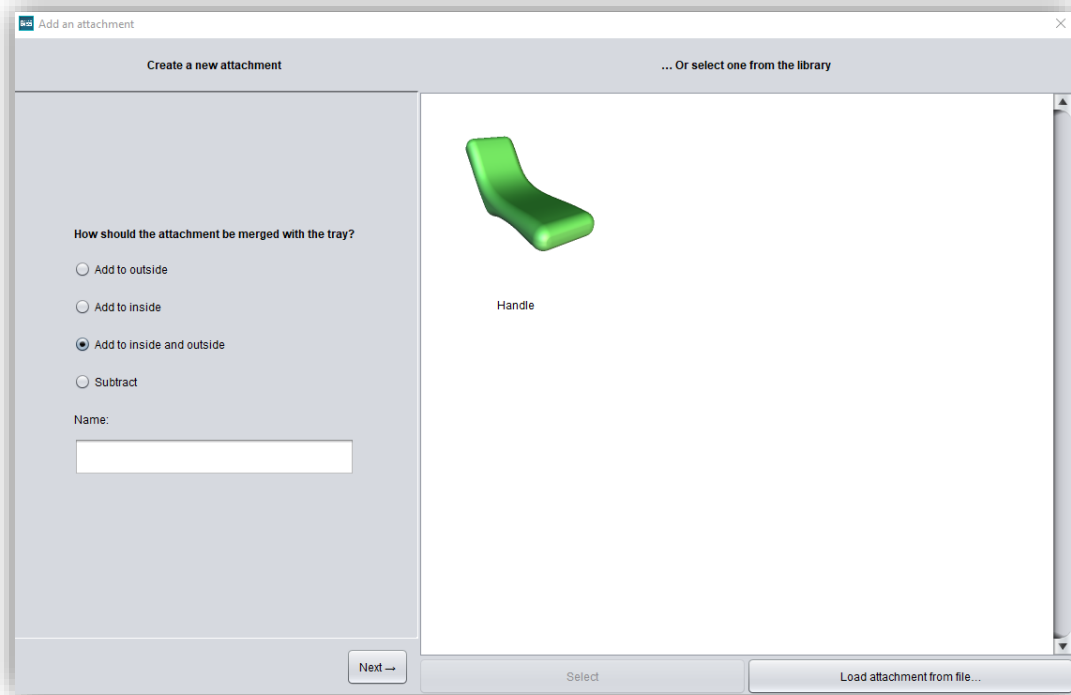 Add an attachment
Create a new attachment
... Or select one from the library
How should the attachment be merged with the tray?
Add to outside
Add to inside
Add to inside and outside
Subtract
Name:
Handle
Next→
Select
Load attachment from file...